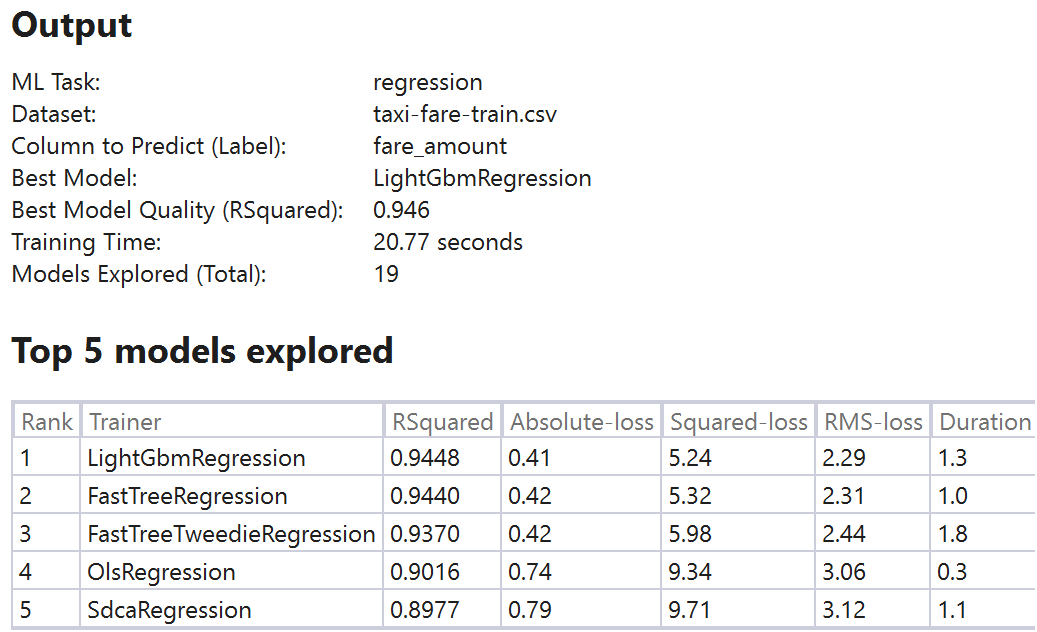 Output
ML Task: regression
Dataset: taxi-fare-train.csv
Column to Predict (Label): fare_amount
Best Model: LightGbmRegression
Best Model Quality (RSquared): 0.946
Training Time: 20.77 seconds
Models Explored (Total): 19
Top 5 models explored
Rank Trainer RSquared Absolute-loss Squared-loss RMS-loss Duration
1 LightGbmRegression 0.9448 0.41 5.24 2.29 1.3
2 FastTreeRegression 0.9440 0.42 5.32 2.31 1.0
3 FastTreeTweedieRegression 0.9370 0.42 5.98 2.44 1.8
4 OlsRegression 0.9016 0.74 9.34 3.06 0.3
5 SdcaRegression 0.8977 0.79 9.71 3.12 1.1